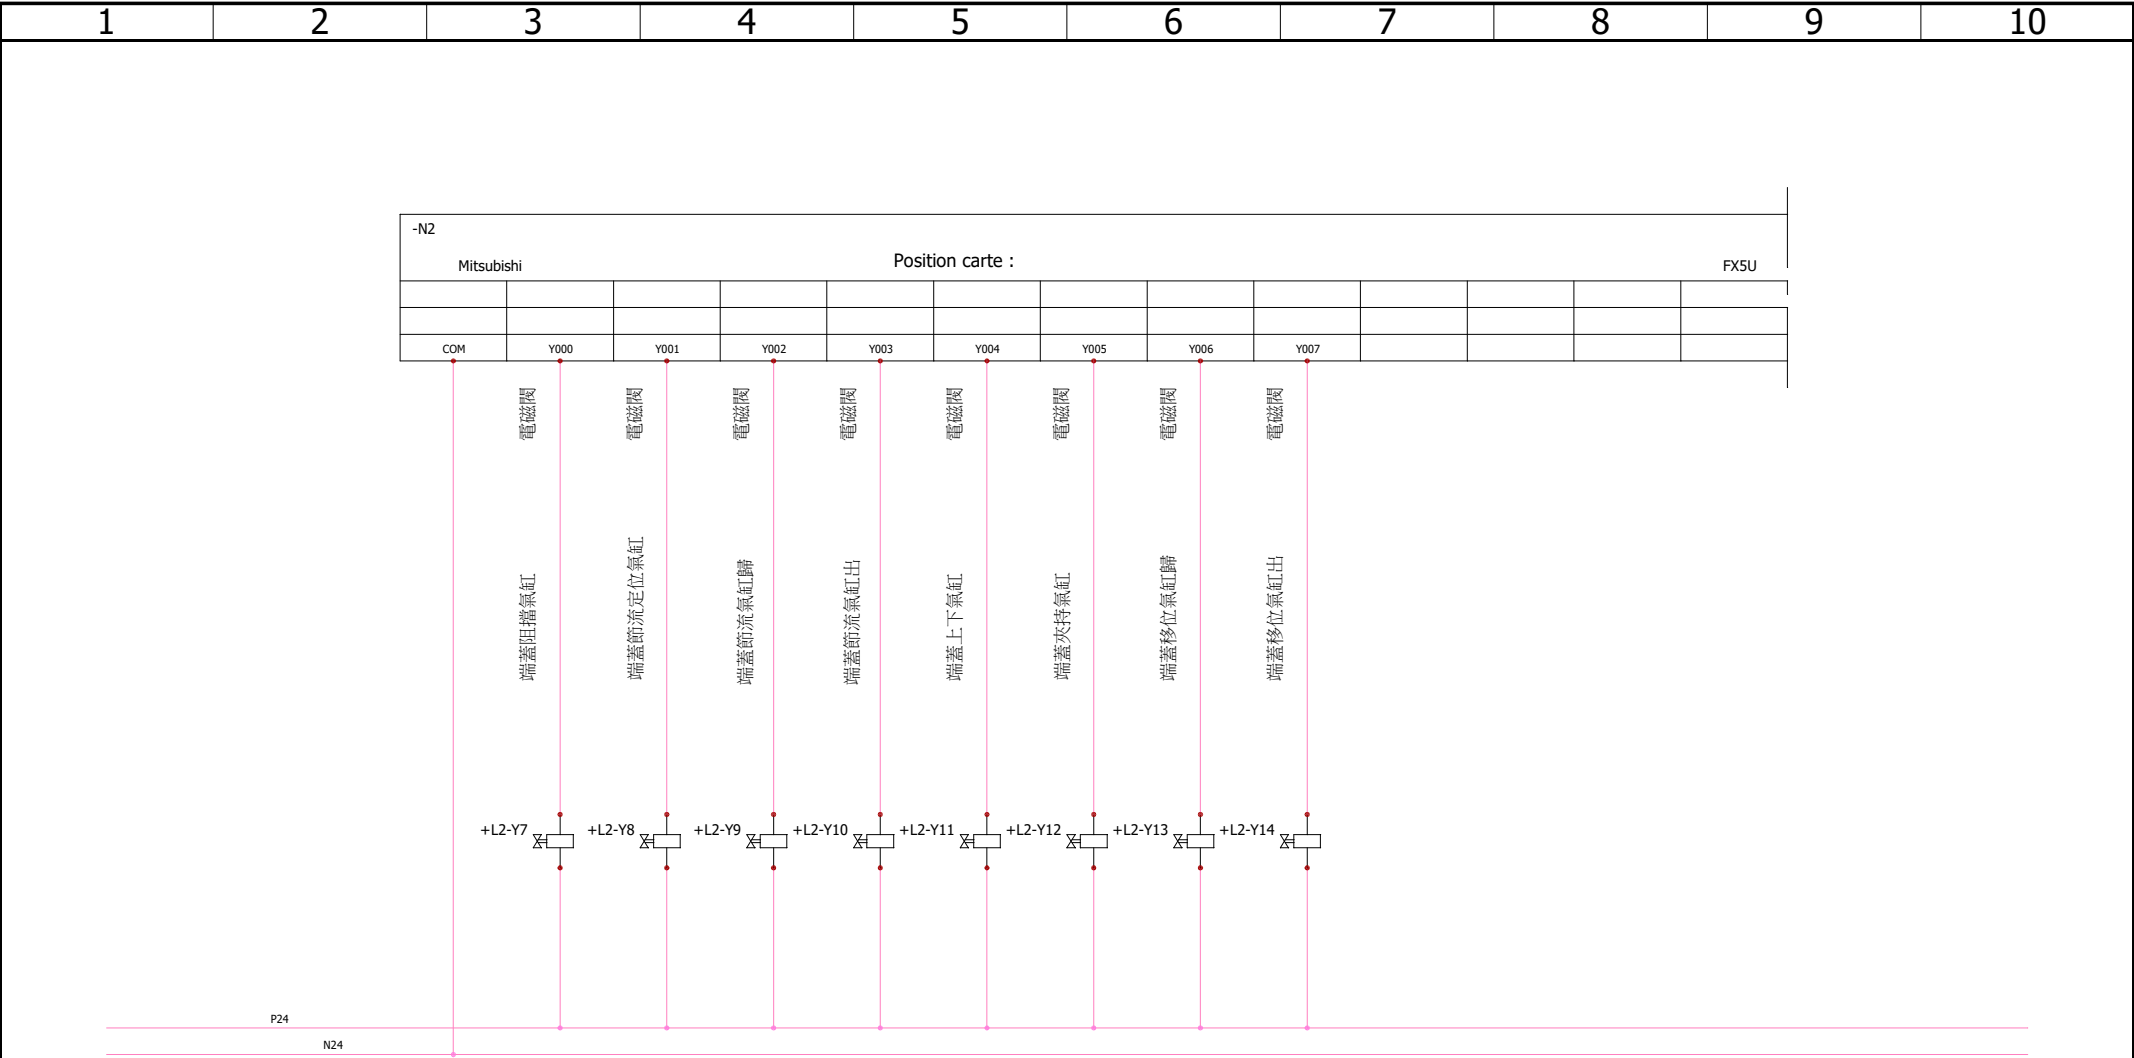 1 2 3 4 5 6 7 8 9 10
-N2
Mitsubishi Position carte : FX5U
COM Y000 Y001 Y002 Y003 Y004 Y005 Y006 Y007
電磁閥 電磁閥 電磁閥 電磁閥 電磁閥 電磁閥 電磁閥 電磁閥
端蓋阻擋氣缸
端蓋節流定位氣缸
端蓋節流氣缸歸
端蓋節流氣缸出
端蓋上下氣缸
端蓋夾持氣缸
端蓋移位氣缸歸
端蓋移位氣缸出
+L2-Y7 +L2-Y8 +L2-Y9 +L2-Y10 +L2-Y11 +L2-Y12 +L2-Y13 +L2-Y14
P24
N24